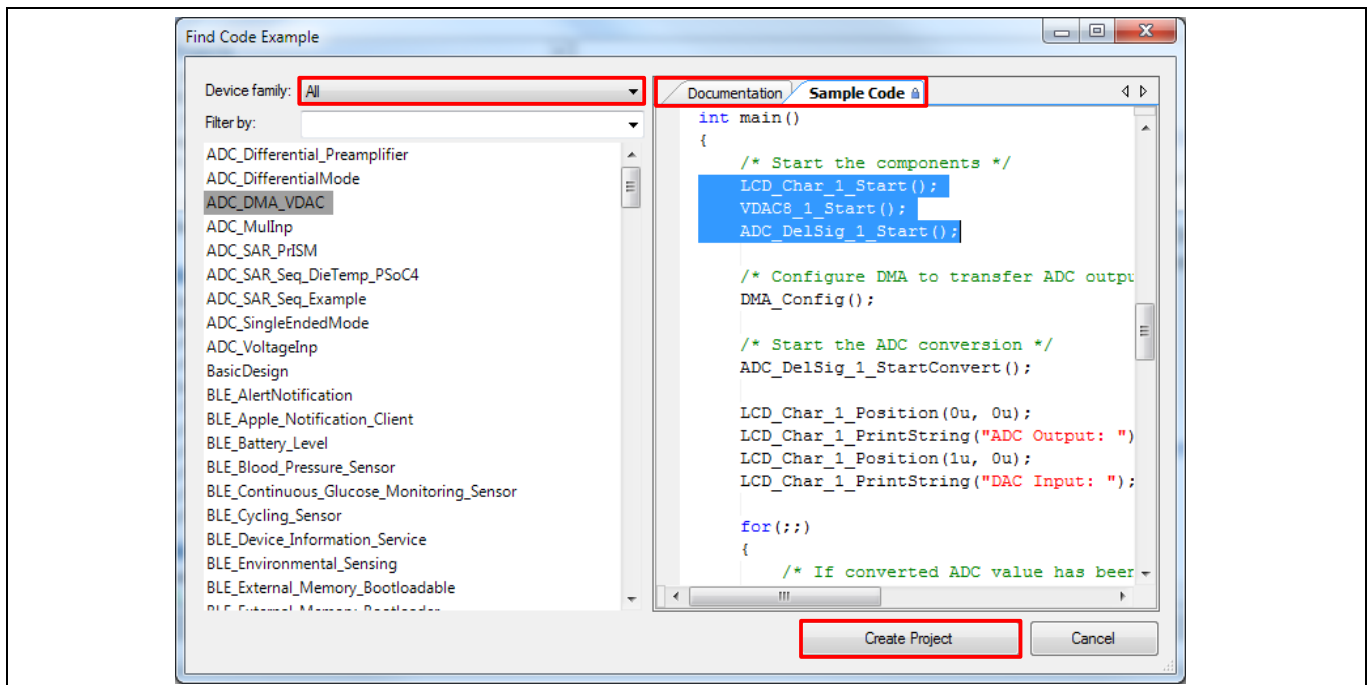 Find Code Example
Device family: All
Filter by:
ADC_Differential_Preamplifier
ADC_DifferentialMode
ADC_DMA_VDAC
ADC_MulInp
ADC_SAR_PrISM
ADC_SAR_Seq_DieTemp_PSoC4
ADC_SAR_Seq_Example
ADC_SingleEndedMode
ADC_VoltageInp
BasicDesign
BLE_AlertNotification
BLE_Apple_Notification_Client
BLE_Battery_Level
BLE_Blood_Pressure_Sensor
BLE_Continuous_Glucose_Monitoring_Sensor
BLE_Cycling_Sensor
BLE_Device_Information_Service
BLE_Environmental_Sensing
BLE_External_Memory_Bootloadable
Documentation Sample Code
int main()
{
/* Start the components */
LCD_Char_1_Start();
VDAC8_1_Start();
ADC_DelSig_1_Start();
/* Configure DMA to transfer ADC outpu
DMA_Config();
/* Start the ADC conversion */
ADC_DelSig_1_StartConvert();
LCD_Char_1_Position(0u, 0u);
LCD_Char_1_PrintString("ADC Output: ")
LCD_Char_1_Position(1u, 0u);
LCD_Char_1_PrintString("DAC Input: ");
for(;;)
{
/* If converted ADC value has been
Create Project Cancel